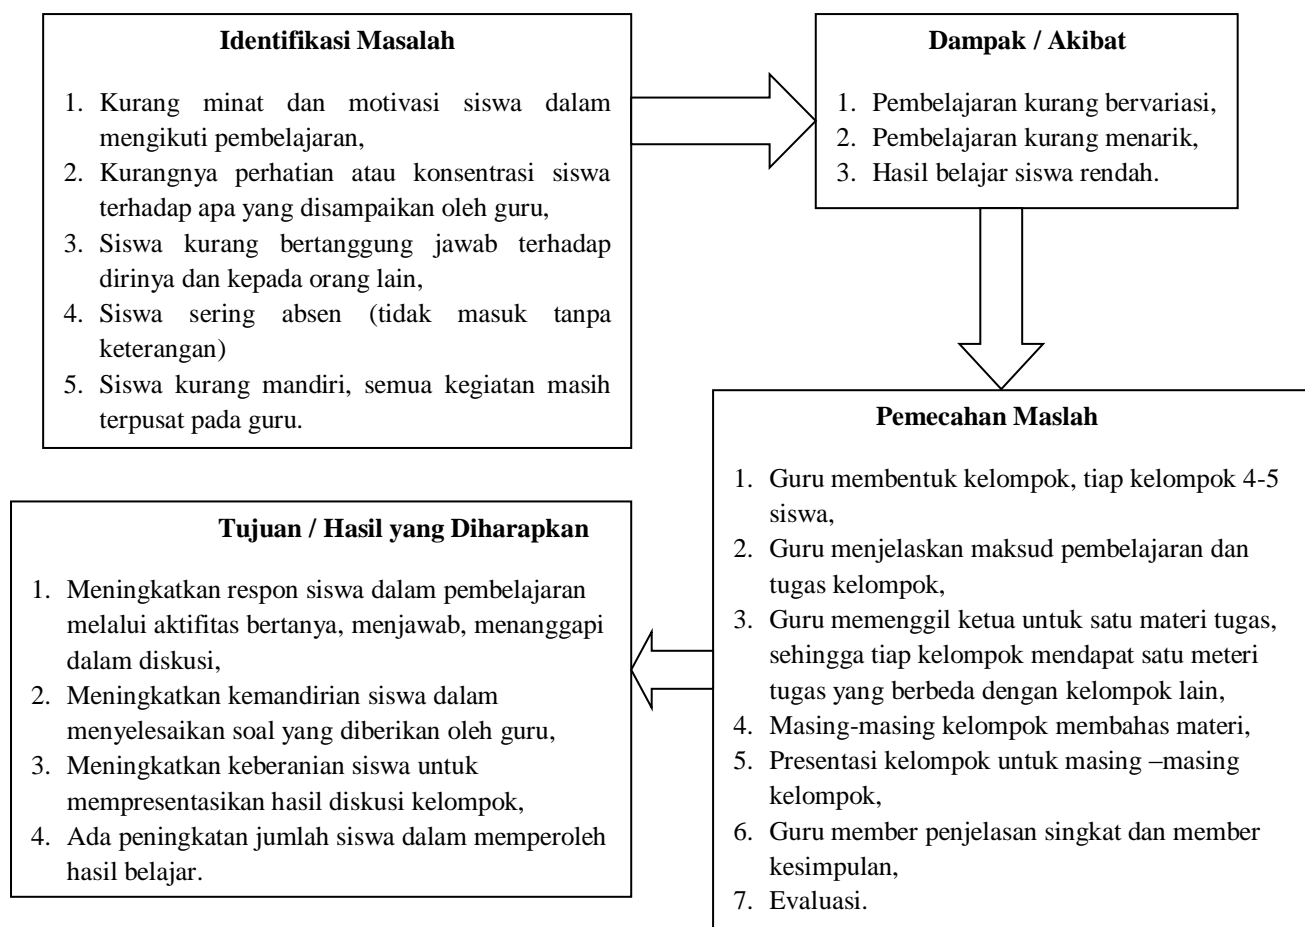 Identifikasi Masalah
1. Kurang minat dan motivasi siswa dalam
mengikuti pembelajaran,
2. Kurangnya perhatian atau konsentrasi siswa
terhadap apa yang disampaikan oleh guru,
3. Siswa kurang bertanggung jawab terhadap
dirinya dan kepada orang lain,
4. Siswa sering absen (tidak masuk tanpa
keterangan)
5. Siswa kurang mandiri, semua kegiatan masih
terpusat pada guru.
Dampak / Akibat
1. Pembelajaran kurang bervariasi,
2. Pembelajaran kurang menarik,
3. Hasil belajar siswa rendah.
Pemecahan Maslah
1. Guru membentuk kelompok, tiap kelompok 4-5
siswa,
2. Guru menjelaskan maksud pembelajaran dan
tugas kelompok,
3. Guru memenggil ketua untuk satu materi tugas,
sehingga tiap kelompok mendapat satu meteri
tugas yang berbeda dengan kelompok lain,
4. Masing-masing kelompok membahas materi,
5. Presentasi kelompok untuk masing –masing
kelompok,
6. Guru member penjelasan singkat dan member
kesimpulan,
7. Evaluasi.
Tujuan / Hasil yang Diharapkan
1. Meningkatkan respon siswa dalam pembelajaran
melalui aktifitas bertanya, menjawab, menanggapi
dalam diskusi,
2. Meningkatkan kemandirian siswa dalam
menyelesaikan soal yang diberikan oleh guru,
3. Meningkatkan keberanian siswa untuk
mempresentasikan hasil diskusi kelompok,
4. Ada peningkatan jumlah siswa dalam memperoleh
hasil belajar.